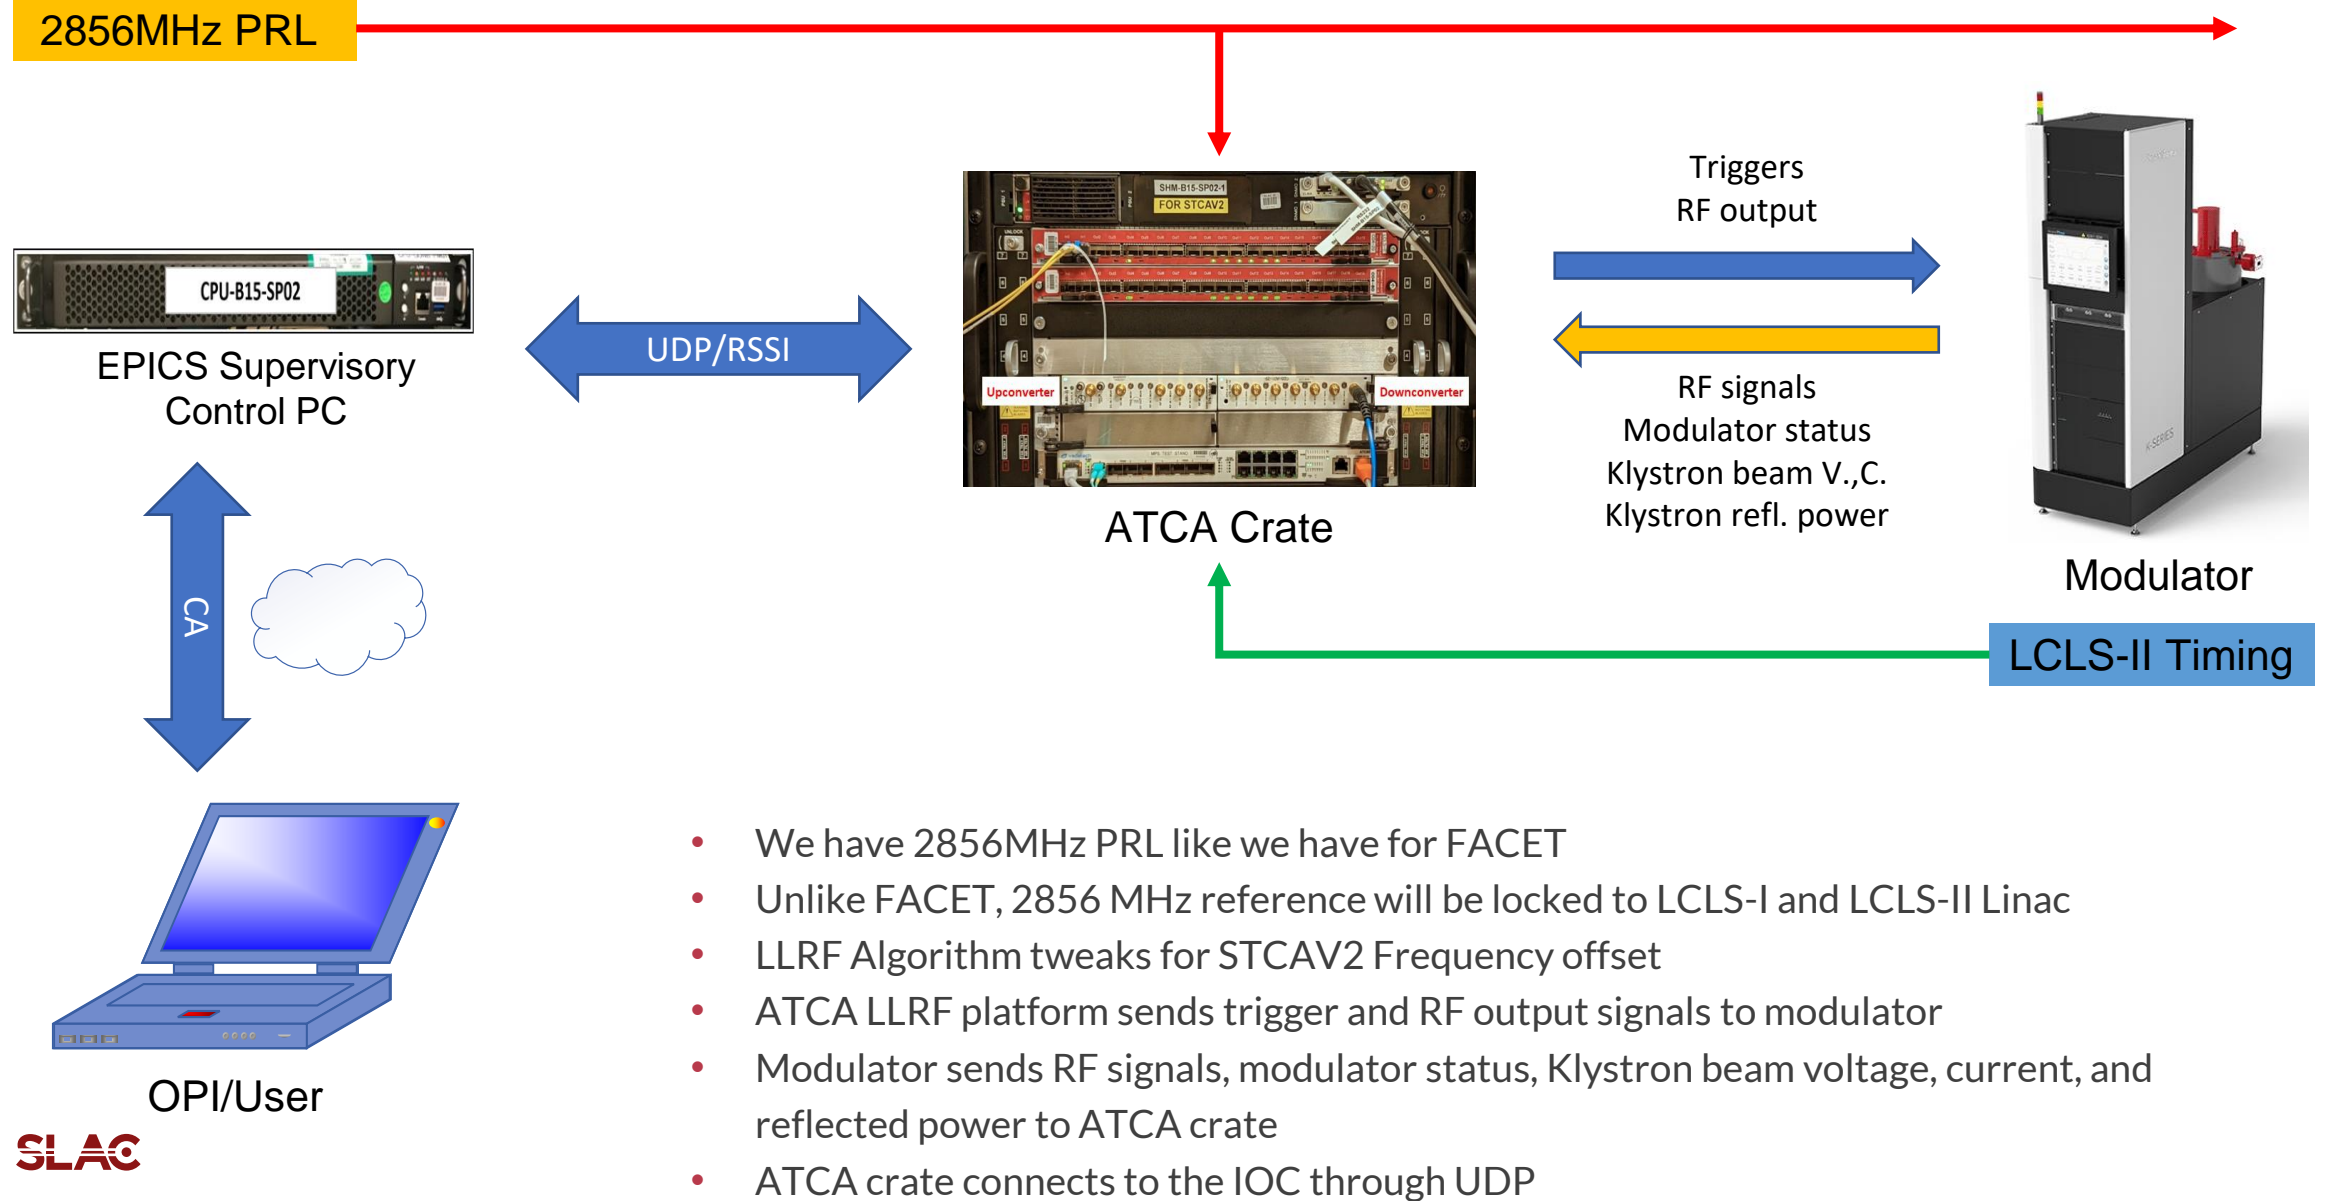 2856MHz PRL
Triggers
RF output
SHM-B15-SP02-1
FOR STCAV2
CPU-B15-SP02
UDP/RSSI
Upconverter
Downconverter
EPICS Supervisory
Control PC
RF signals
Modulator status
Klystron beam V.,C.
Klystron refl. power
K-SERIES
ATCA Crate
Modulator
CA
LCLS-II Timing
OPI/User
• We have 2856MHz PRL like we have for FACET
• Unlike FACET, 2856 MHz reference will be locked to LCLS-I and LCLS-II Linac
• LLRF Algorithm tweaks for STCAV2 Frequency offset
• ATCA LLRF platform sends trigger and RF output signals to modulator
• Modulator sends RF signals, modulator status, Klystron beam voltage, current, and
reflected power to ATCA crate
• ATCA crate connects to the IOC through UDP
SLAC